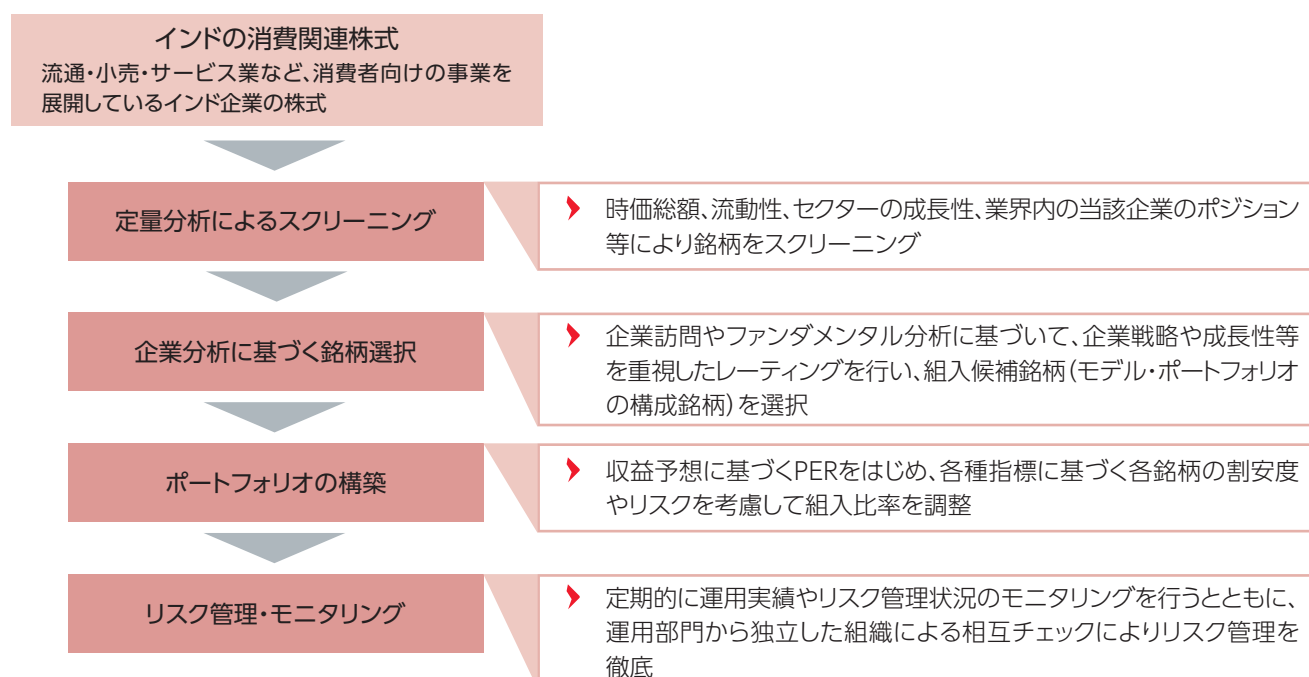 インドの消費関連株式
流通・小売・サービス業など、消費者向けの事業を
展開しているインド企業の株式
定量分析によるスクリーニング
時価総額、流動性、セクターの成長性、業界内の当該企業のポジション
等により銘柄をスクリーニング
企業分析に基づく銘柄選択
企業訪問やファンダメンタル分析に基づいて、企業戦略や成長性等
を重視したレーティングを行い、組入候補銘柄(モデル・ポートフォリオ
の構成銘柄)を選択
ポートフォリオの構築
収益予想に基づくPERをはじめ、各種指標に基づく各銘柄の割安度
やリスクを考慮して組入比率を調整
リスク管理・モニタリング
定期的に運用実績やリスク管理状況のモニタリングを行うとともに、
運用部門から独立した組織による相互チェックによりリスク管理を
徹底